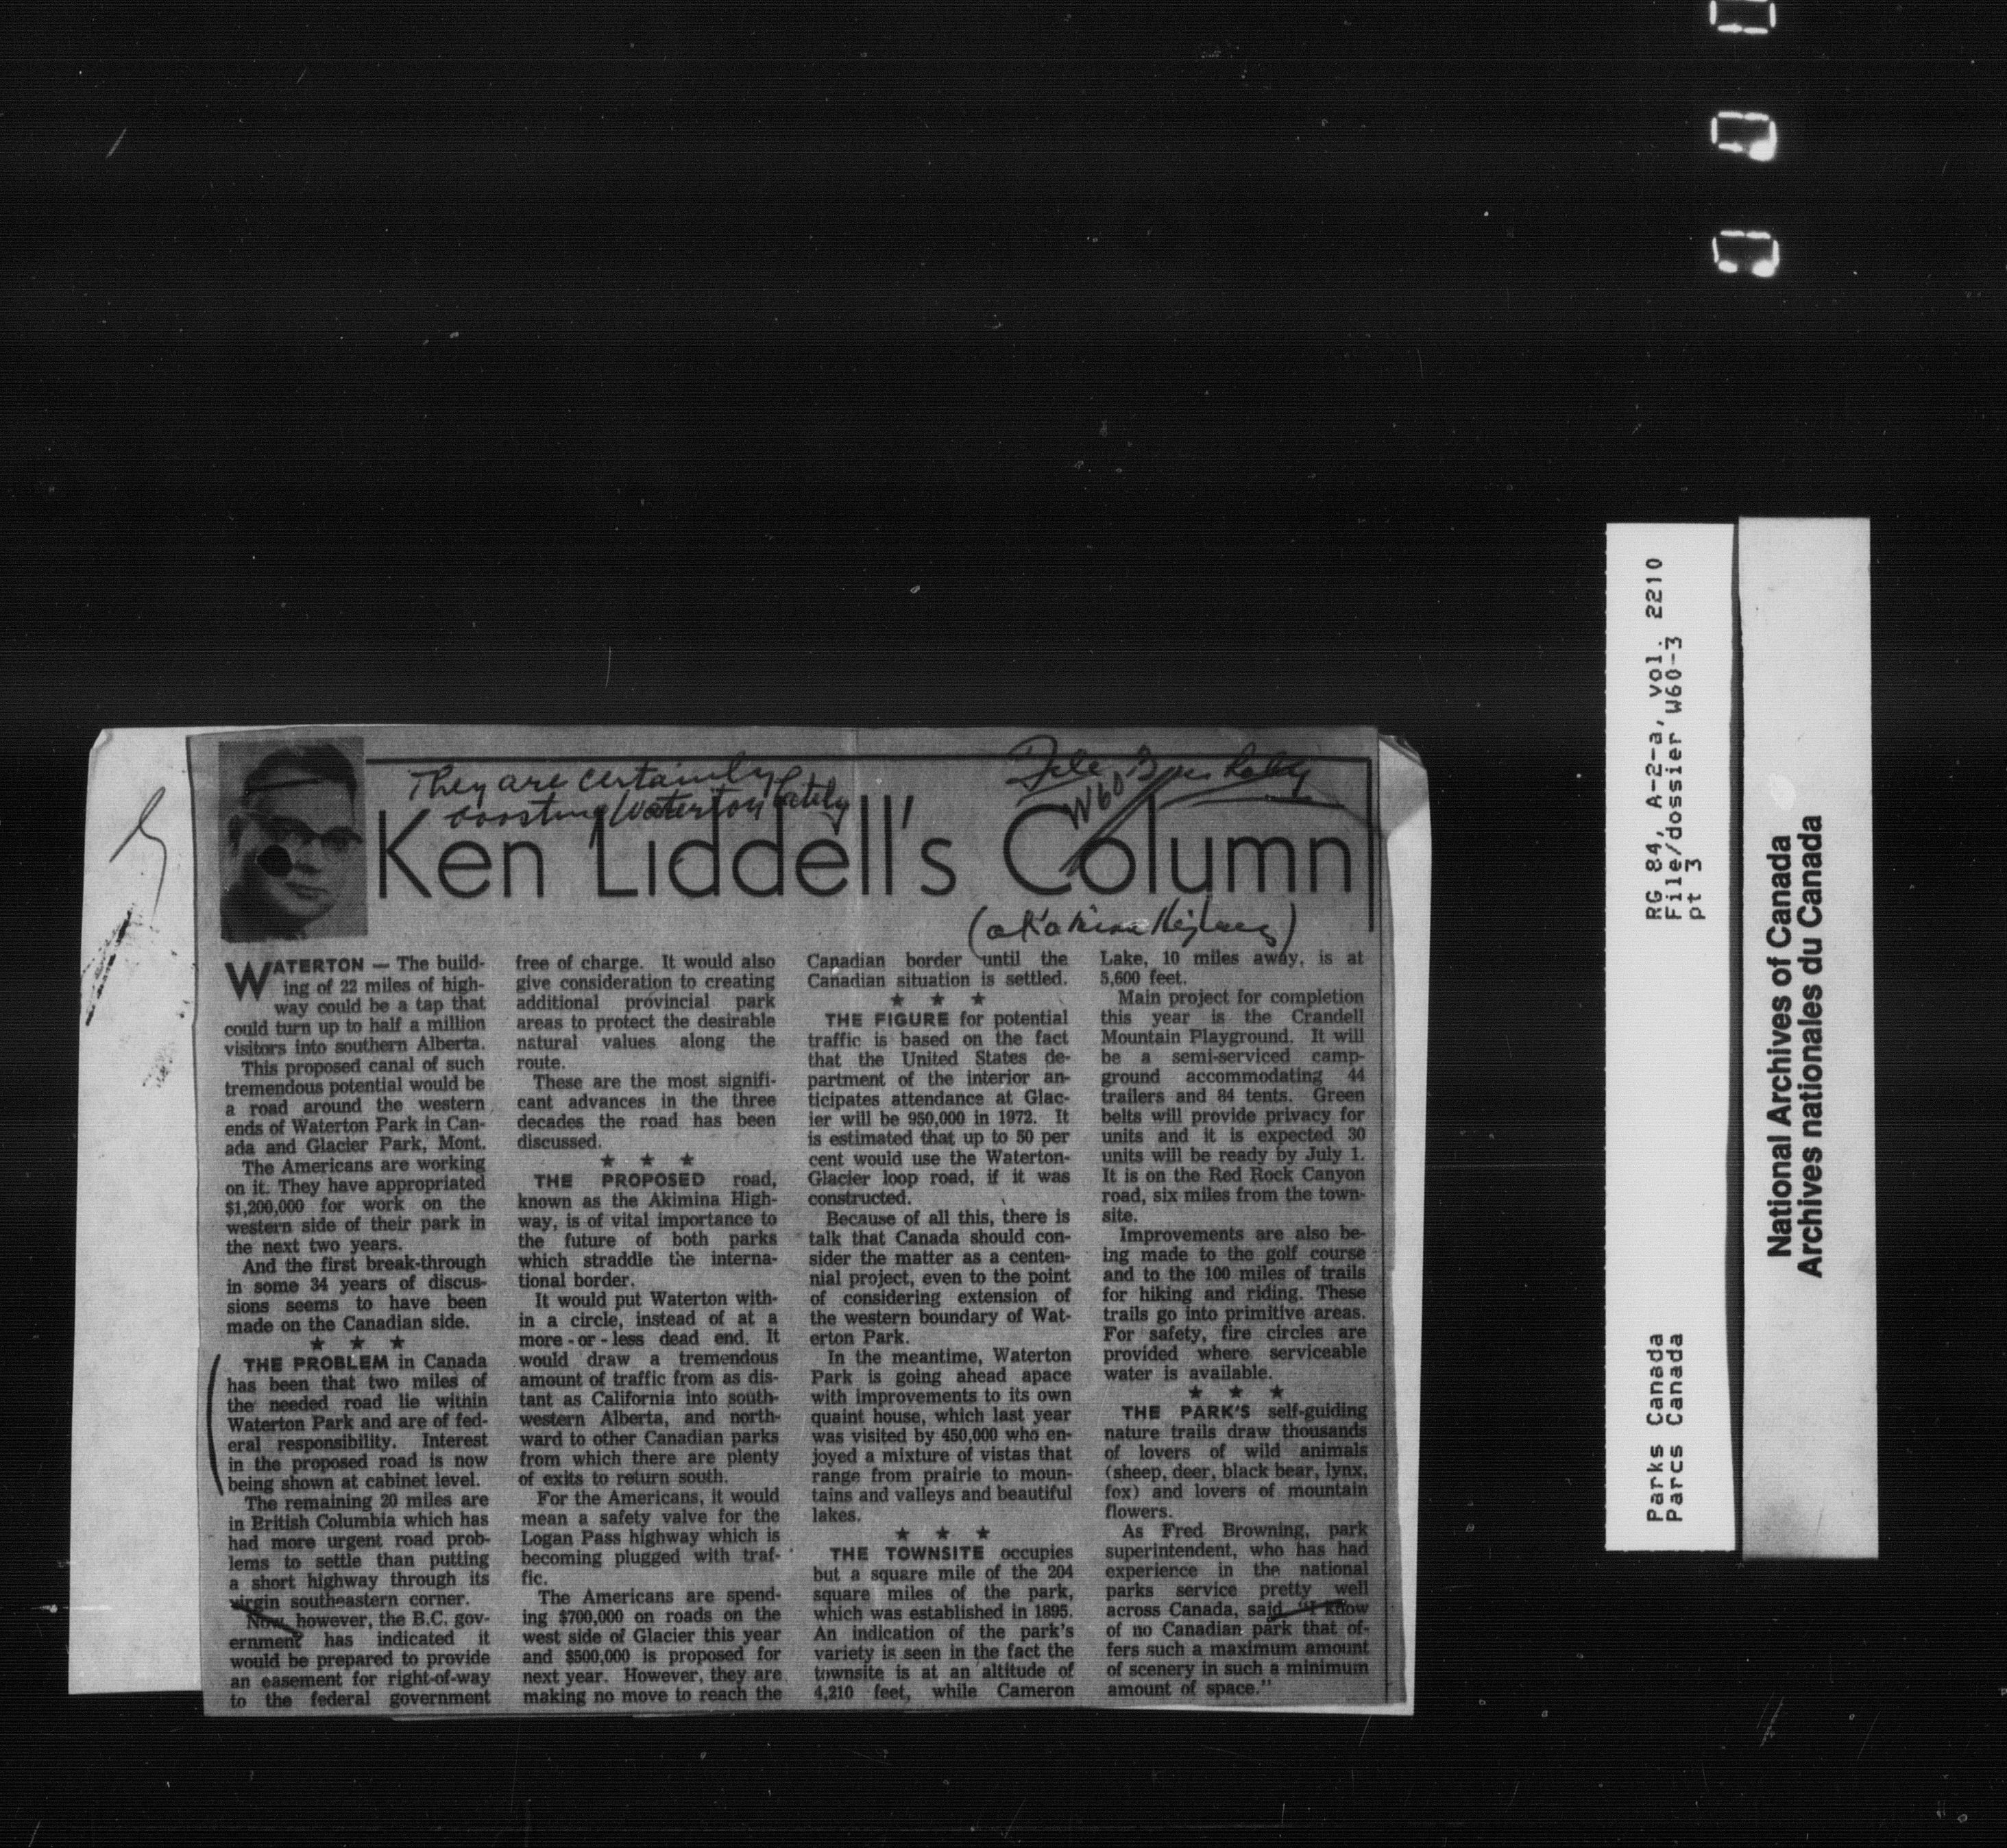 They are certainly
boosting Waterton lately
W60
Ken Liddell's Column
(akamina Highway)
WATERTON — The build-
ing of 22 miles of high-
way could be a tap that
could turn up to half a million
visitors into southern Alberta.
This proposed canal of such
tremendous potential would be
a road around the western
ends of Waterton Park in Can-
ada and Glacier Park, Mont.
The Americans are working
on it. They have appropriated
$1,200,000 for work on the
western side of their park in
the next two years.
And the first break-through
in some 34 years of discus-
sions seems to have been
made on the Canadian side.
★ ★ ★
THE PROBLEM in Canada
has been that two miles of
the needed road lie within
Waterton Park and are of fed-
eral responsibility. Interest
in the proposed road is now
being shown at cabinet level.
The remaining 20 miles are
in British Columbia which has
had more urgent road prob-
lems to settle than putting
a short highway through its
virgin southeastern corner.
Now, however, the B.C. gov-
ernment has indicated it
would be prepared to provide
an easement for right-of-way
to the federal government
free of charge. It would also
give consideration to creating
additional provincial park
areas to protect the desirable
natural values along the
route.
These are the most signifi-
cant advances in the three
decades the road has been
discussed.
★ ★ ★
THE PROPOSED road,
known as the Akimina High-
way, is of vital importance to
the future of both parks
which straddle the interna-
tional border.
It would put Waterton with-
in a circle, instead of at a
more-or-less dead end. It
would draw a tremendous
amount of traffic from as dis-
tant as California into south-
western Alberta, and north-
ward to other Canadian parks
from which there are plenty
of exits to return south.
For the Americans, it would
mean a safety valve for the
Logan Pass highway which is
becoming plugged with traf-
fic.
The Americans are spend-
ing $700,000 on roads on the
west side of Glacier this year
and $500,000 is proposed for
next year. However, they are
making no move to reach the
Canadian border until the
Canadian situation is settled.
★ ★ ★
THE FIGURE for potential
traffic is based on the fact
that the United States de-
partment of the interior an-
ticipates attendance at Glac-
ier will be 950,000 in 1972. It
is estimated that up to 50 per
cent would use the Waterton-
Glacier loop road, if it was
constructed.
Because of all this, there is
talk that Canada should con-
sider the matter as a centen-
nial project, even to the point
of considering extension of
the western boundary of Wat-
erton Park.
In the meantime, Waterton
Park is going ahead apace
with improvements to its own
quaint house, which last year
was visited by 450,000 who en-
joyed a mixture of vistas that
range from prairie to moun-
tains and valleys and beautiful
lakes.
★ ★ ★
THE TOWNSITE occupies
but a square mile of the 204
square miles of the park,
which was established in 1895.
An indication of the park's
variety is seen in the fact the
townsite is at an altitude of
4,210 feet, while Cameron
Lake, 10 miles away, is at
5,600 feet.
Main project for completion
this year is the Crandell
Mountain Playground. It will
be a semi-serviced camp-
ground accommodating 44
trailers and 84 tents. Green
belts will provide privacy for
units and it is expected 30
units will be ready by July 1.
It is on the Red Rock Canyon
road, six miles from the town-
site.
Improvements are also be-
ing made to the golf course
and to the 100 miles of trails
for hiking and riding. These
trails go into primitive areas.
For safety, fire circles are
provided where serviceable
water is available.
★ ★ ★
THE PARK'S self-guiding
nature trails draw thousands
of lovers of wild animals
(sheep, deer, black bear, lynx,
fox) and lovers of mountain
flowers.
As Fred Browning, park
superintendent, who has had
experience in the national
parks service pretty well
across Canada, said, "I know
of no Canadian park that of-
fers such a maximum amount
of scenery in such a minimum
amount of space."
RG 84, A-2-a, vol. 2210
File/dossier W60-3
pt 3
Parks Canada
Parcs Canada
National Archives of Canada
Archives nationales du Canada